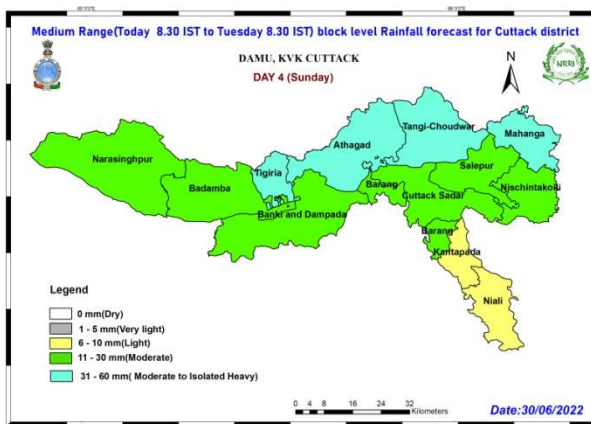 Medium Range(Today 8.30 IST to Tuesday 8.30 IST) block level Rainfall forecast for Cuttack district
DAMU, KVK CUTTACK
DAY 4 (Sunday)
N
NRRI
Narasinghpur
Badamba
Tigiria
Athagad
Tangi-Choudwar
Mahanga
Salepur
Barang
Nischintakoili
Cuttack Sadar
Banki and Dampada
Barang
Kantapada
Niali
Legend
0 mm(Dry)
1 - 5 mm(Very light)
6 - 10 mm(Light)
11 - 30 mm(Moderate)
31 - 60 mm( Moderate to Isolated Heavy)
0 4 8 16 24 32
Kilometers
Date:30/06/2022